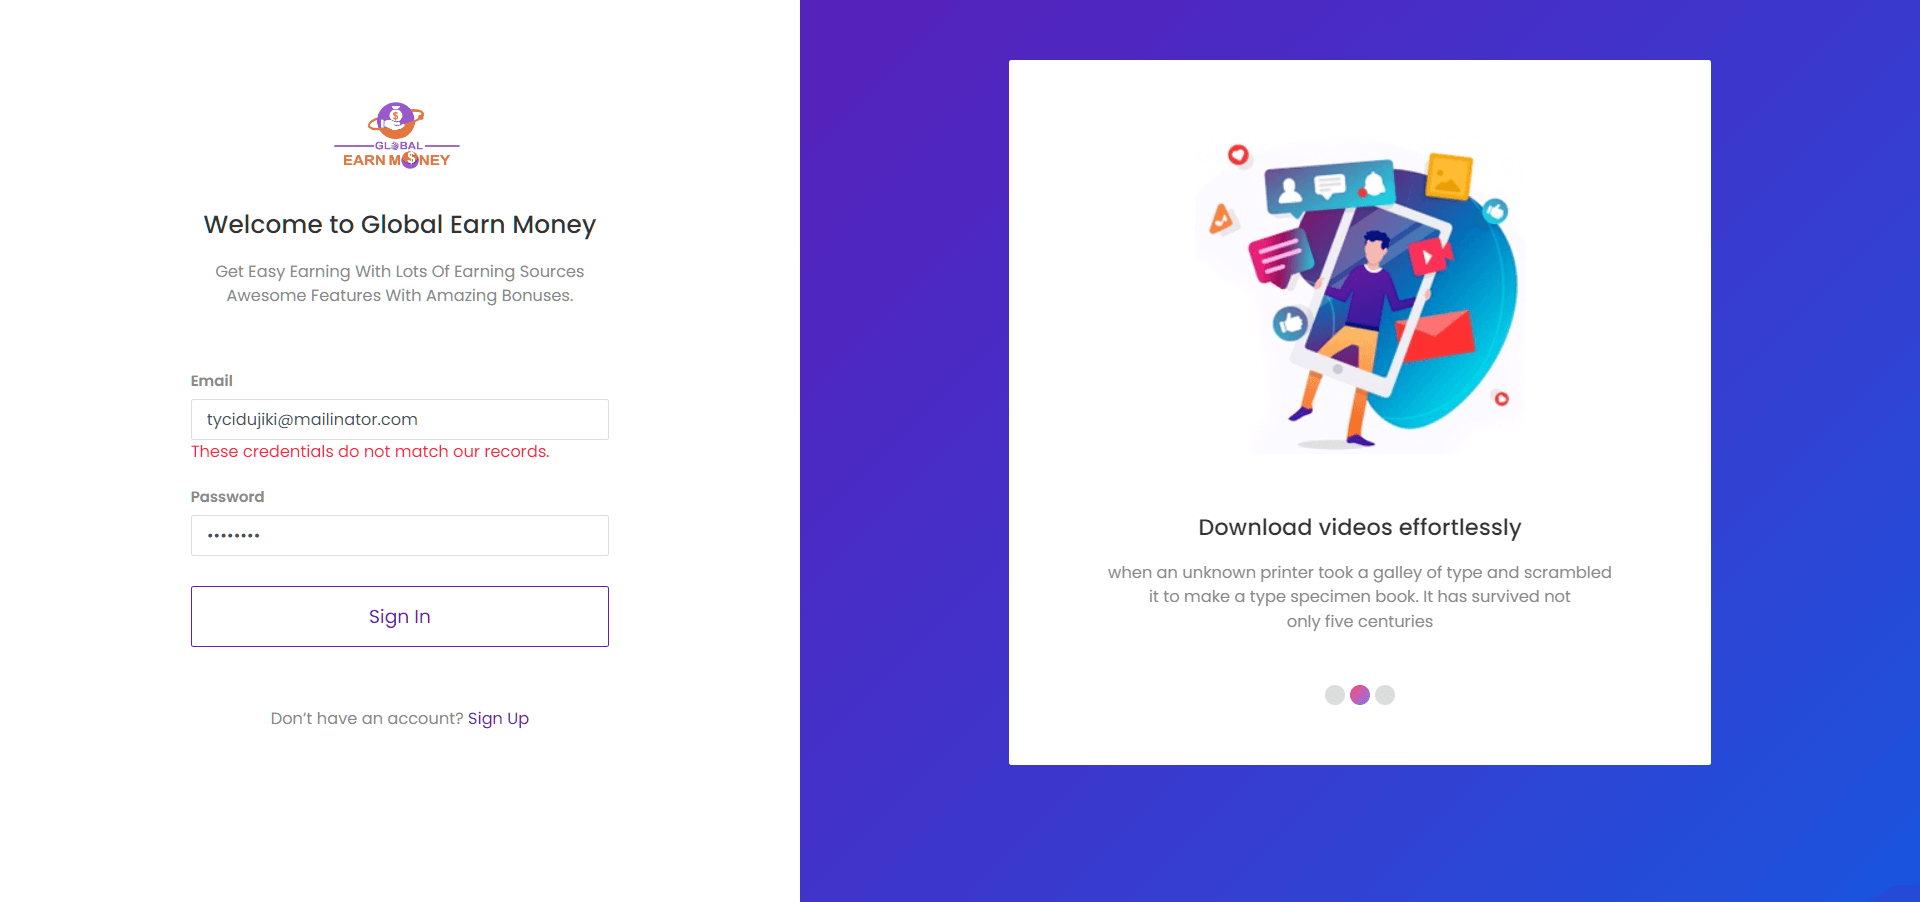 GLOBAL
EARN MONEY
Welcome to Global Earn Money
Get Easy Earning With Lots Of Earning Sources
Awesome Features With Amazing Bonuses.
Email
tycidujiki@mailinator.com
These credentials do not match our records.
Password
Sign In
Don’t have an account? Sign Up
Download videos effortlessly
when an unknown printer took a galley of type and scrambled
it to make a type specimen book. It has survived not
only five centuries